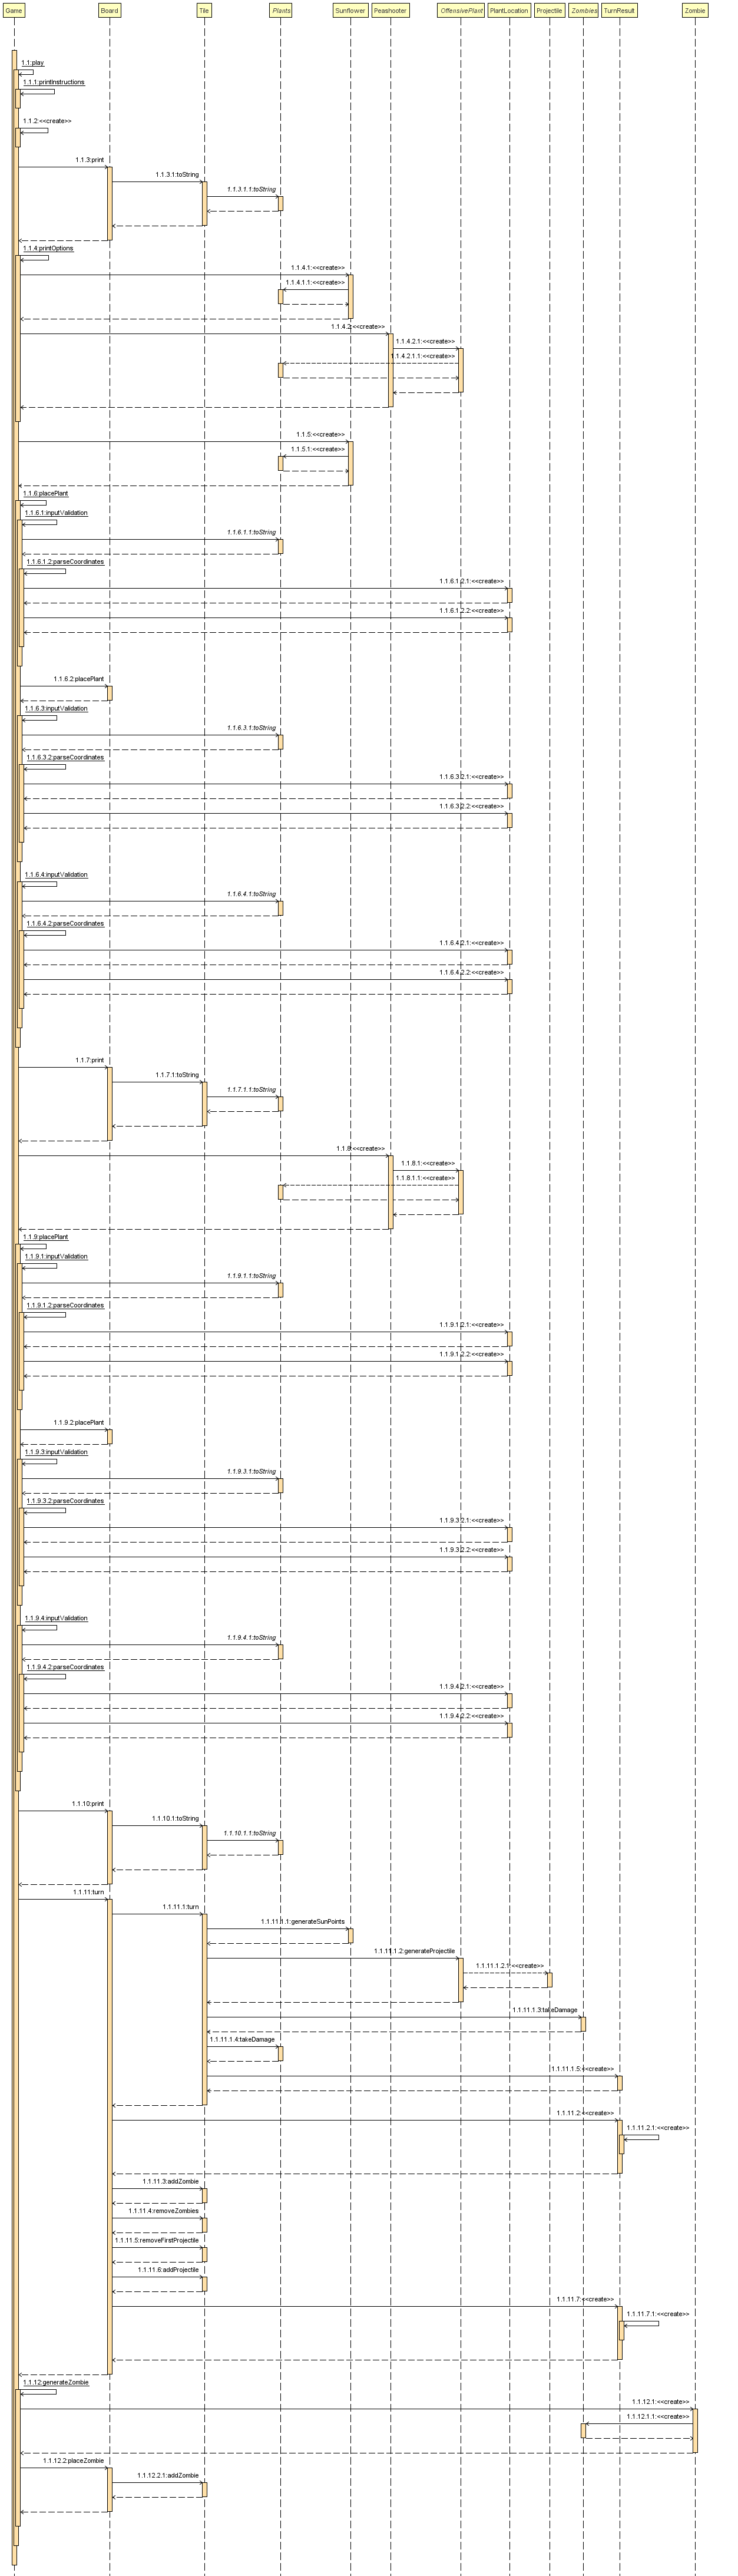 Game Board Tile Plants Sunflower Peashooter OffensivePlant PlantLocation Projectile Zombies TurnResult Zombie
1.1:play
1.1.1:printInstructions
1.1.2:<<create>>
1.1.3:print
1.1.3.1:toString
1.1.3.1.1:toString
1.1.4:printOptions
1.1.4.1:<<create>>
1.1.4.1.1:<<create>>
1.1.4.2:<<create>>
1.1.4.2.1:<<create>>
1.1.4.2.1.1:<<create>>
1.1.5:<<create>>
1.1.5.1:<<create>>
1.1.6:placePlant
1.1.6.1:inputValidation
1.1.6.1.1:toString
1.1.6.1.2:parseCoordinates
1.1.6.1.2.1:<<create>>
1.1.6.1.2.2:<<create>>
1.1.6.2:placePlant
1.1.6.3:inputValidation
1.1.6.3.1:toString
1.1.6.3.2:parseCoordinates
1.1.6.3.2.1:<<create>>
1.1.6.3.2.2:<<create>>
1.1.6.4:inputValidation
1.1.6.4.1:toString
1.1.6.4.2:parseCoordinates
1.1.6.4.2.1:<<create>>
1.1.6.4.2.2:<<create>>
1.1.7:print
1.1.7.1:toString
1.1.7.1.1:toString
1.1.8:<<create>>
1.1.8.1:<<create>>
1.1.8.1.1:<<create>>
1.1.9:placePlant
1.1.9.1:inputValidation
1.1.9.1.1:toString
1.1.9.1.2:parseCoordinates
1.1.9.1.2.1:<<create>>
1.1.9.1.2.2:<<create>>
1.1.9.2:placePlant
1.1.9.3:inputValidation
1.1.9.3.1:toString
1.1.9.3.2:parseCoordinates
1.1.9.3.2.1:<<create>>
1.1.9.3.2.2:<<create>>
1.1.9.4:inputValidation
1.1.9.4.1:toString
1.1.9.4.2:parseCoordinates
1.1.9.4.2.1:<<create>>
1.1.9.4.2.2:<<create>>
1.1.10:print
1.1.10.1:toString
1.1.10.1.1:toString
1.1.11:turn
1.1.11.1:turn
1.1.11.1.1:generateSunPoints
1.1.11.1.2:generateProjectile
1.1.11.1.2.1:<<create>>
1.1.11.1.3:takeDamage
1.1.11.1.4:takeDamage
1.1.11.1.5:<<create>>
1.1.11.2:<<create>>
1.1.11.2.1:<<create>>
1.1.11.3:addZombie
1.1.11.4:removeZombies
1.1.11.5:removeFirstProjectile
1.1.11.6:addProjectile
1.1.11.7:<<create>>
1.1.11.7.1:<<create>>
1.1.12:generateZombie
1.1.12.1:<<create>>
1.1.12.1.1:<<create>>
1.1.12.2:placeZombie
1.1.12.2.1:addZombie